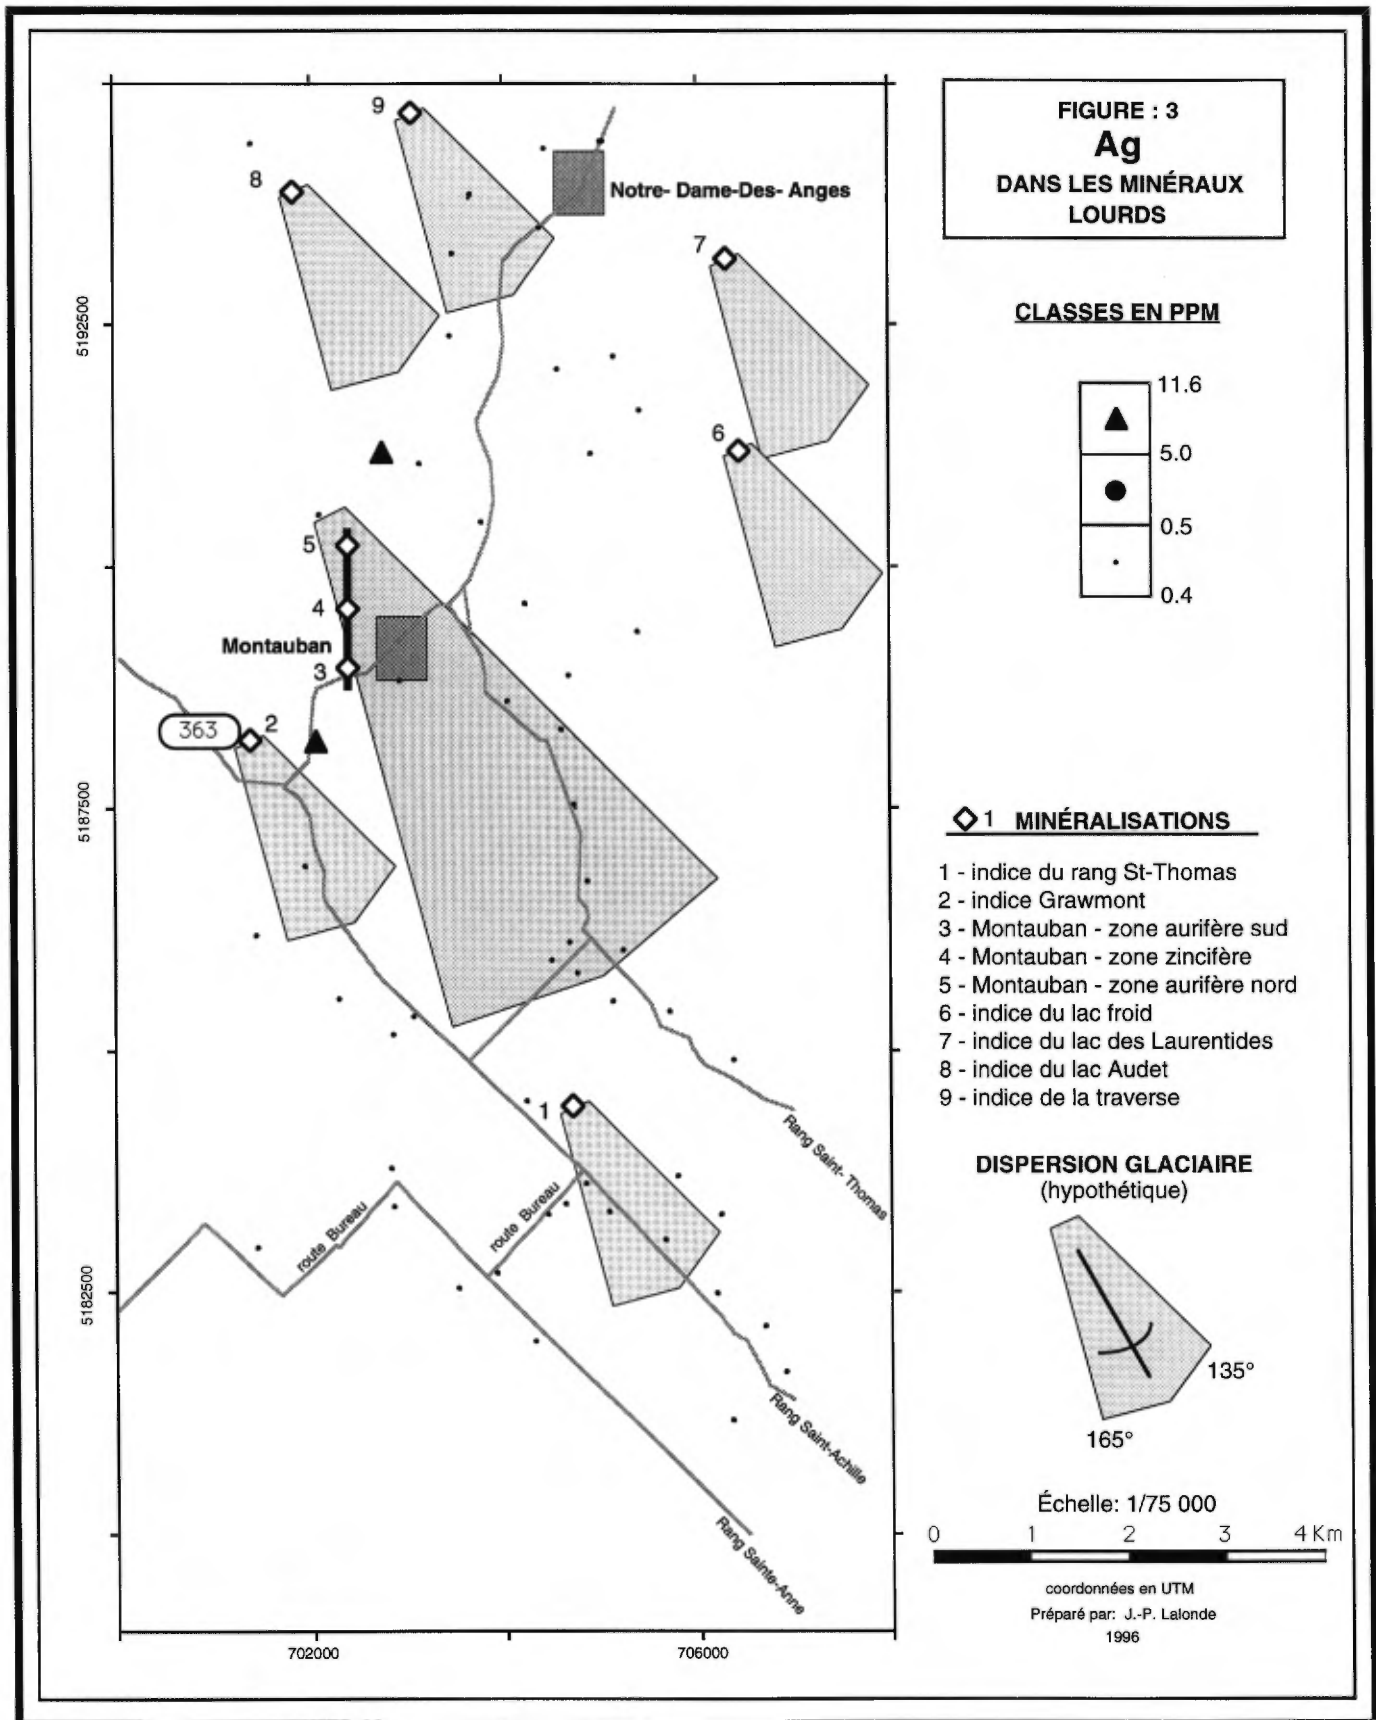 FIGURE : 3
Ag
DANS LES MINÉRAUX
LOURDS
CLASSES EN PPM
11.6
5.0
0.5
0.4
1 MINÉRALISATIONS
1 - indice du rang St-Thomas
2 - indice Grawmont
3 - Montauban - zone aurifère sud
4 - Montauban - zone zincifère
5 - Montauban - zone aurifère nord
6 - indice du lac froid
7 - indice du lac des Laurentides
8 - indice du lac Audet
9 - indice de la traverse
DISPERSION GLACIAIRE
(hypothétique)
135°
165°
Échelle: 1/75 000
0 1 2 3 4 Km
coordonnées en UTM
Préparé par: J.-P. Lalonde
1996
9
8
Notre- Dame-Des- Anges
7
5192500
6
5
4
Montauban
3
363
2
5187500
1
Rang Saint- Thomas
route Bureau
route Bureau
5182500
Rang Saint-Achille
Rang Sainte-Anne
702000
706000